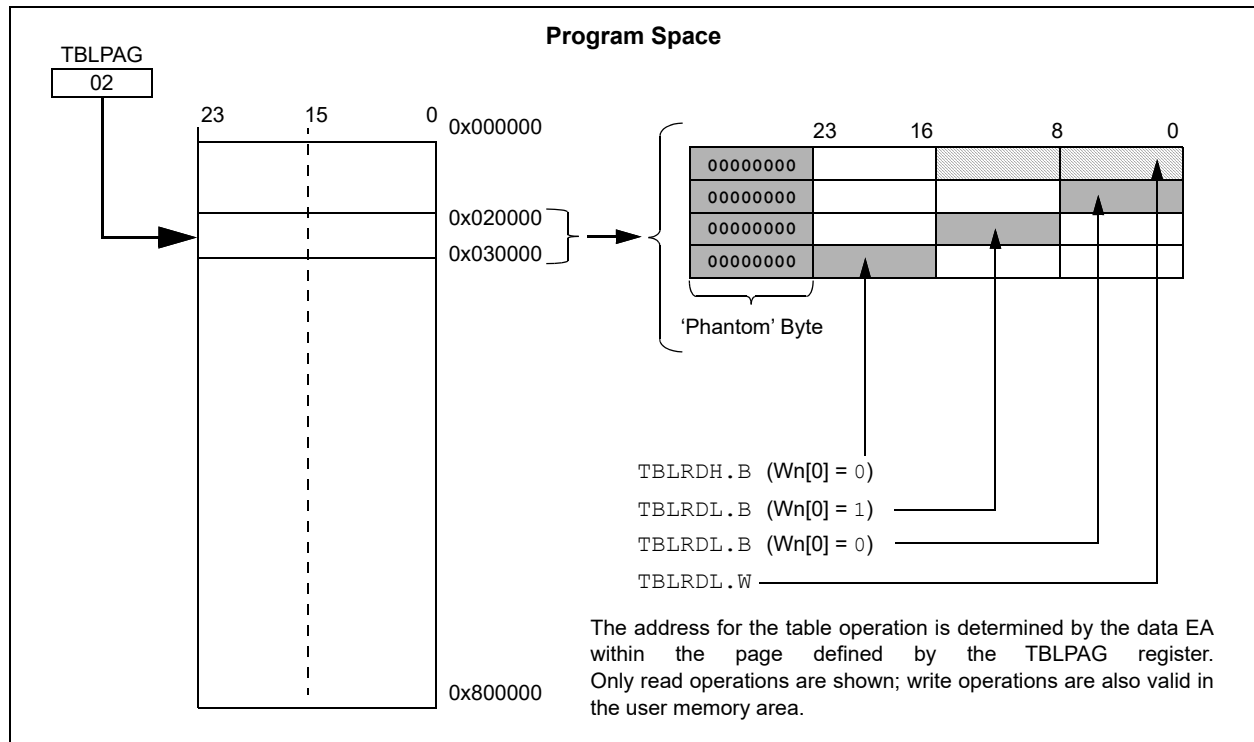 Program Space
TBLPAG
02
23 15 0
0x000000
0x020000
0x030000
0x800000
23 16 8 0
00000000
00000000
00000000
00000000
‘Phantom’ Byte
TBLRDH.B (Wn[0] = 0)
TBLRDL.B (Wn[0] = 1)
TBLRDL.B (Wn[0] = 0)
TBLRDL.W
The address for the table operation is determined by the data EA
within the page defined by the TBLPAG register.
Only read operations are shown; write operations are also valid in
the user memory area.